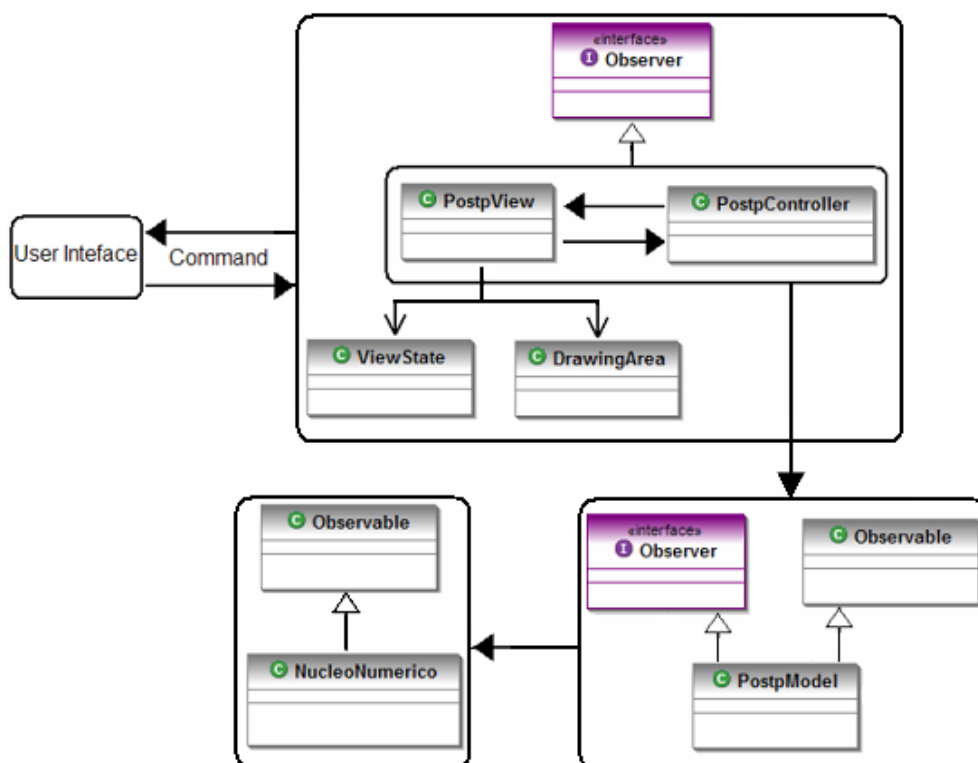 «interface»
I Observer
C PostpView
C PostpController
User Inteface
Command
C ViewState
C DrawingArea
C Observable
«interface»
I Observer
C Observable
C NucleoNumerico
C PostpModel